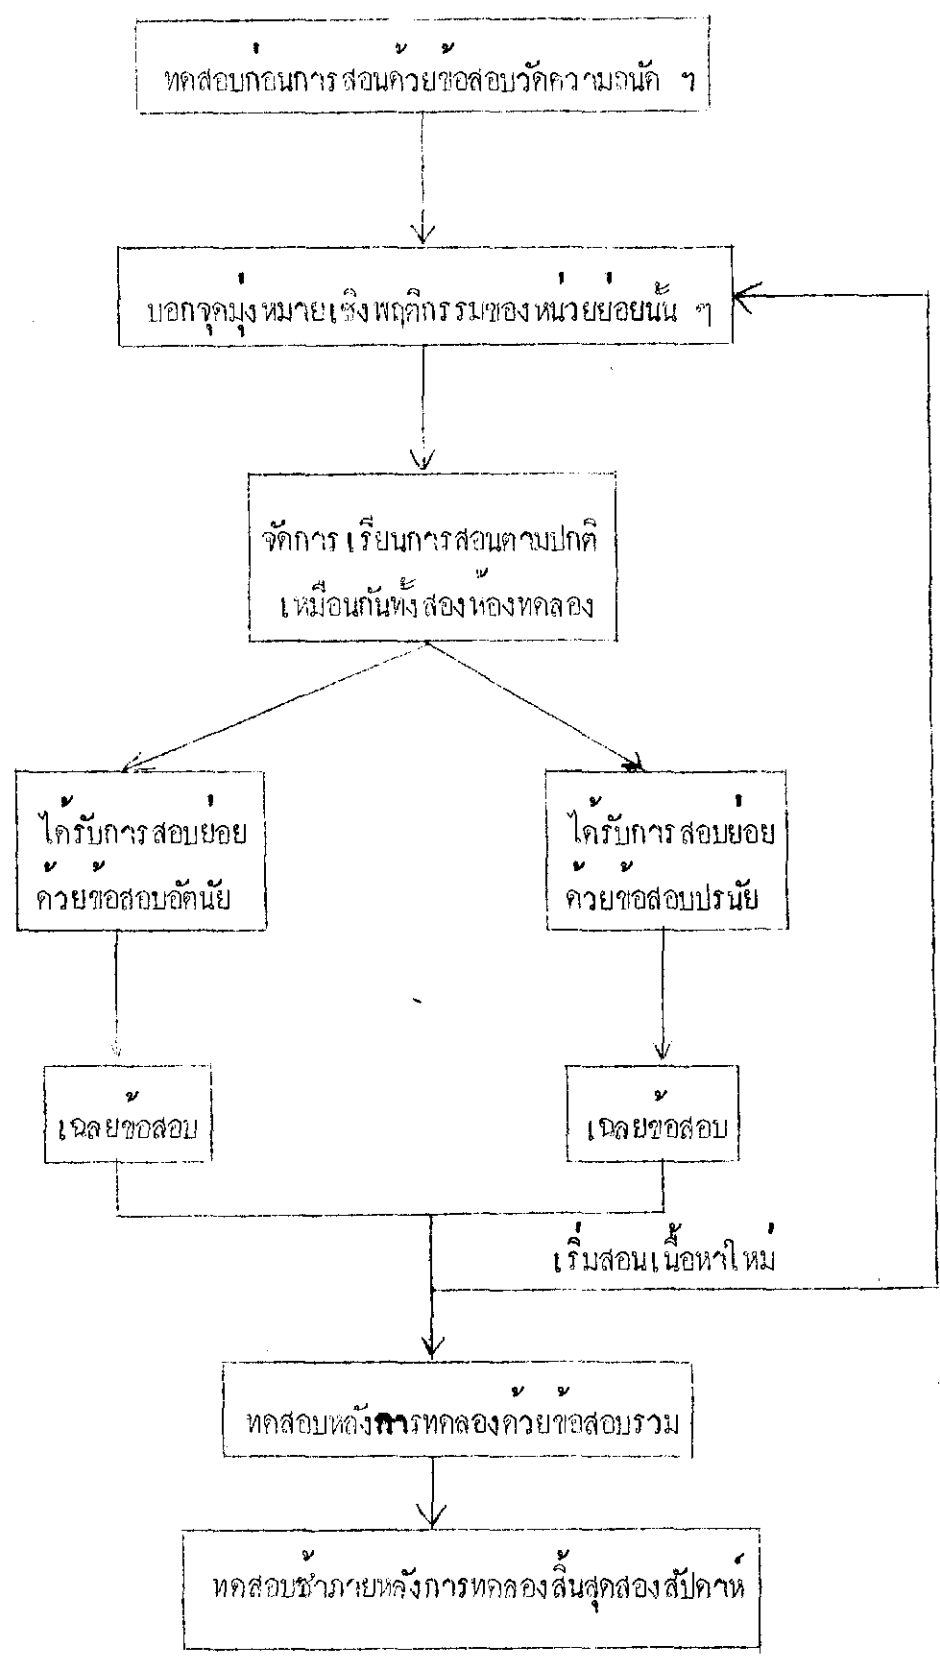 ทดสอบก่อนการสอนด้วยข้อสอบวัดความถนัด ๆ
บอกจุดมุ่งหมายเชิงพฤติกรรมของหน่วยย่อยนั้น ๆ
จัดการเรียนการสอนตามปกติ
เหมือนกันทั้งสองห้องทดลอง
ได้รับการสอบย่อย
ด้วยข้อสอบอัตนัย
ได้รับการสอบย่อย
ด้วยข้อสอบปรนัย
เฉลยข้อสอบ
เฉลยข้อสอบ
เริ่มสอนเนื้อหาใหม่
ทดสอบหลังการทดลองด้วยข้อสอบรวม
ทดสอบซ้ำภายหลังการทดลองสิ้นสุดสองสัปดาห์